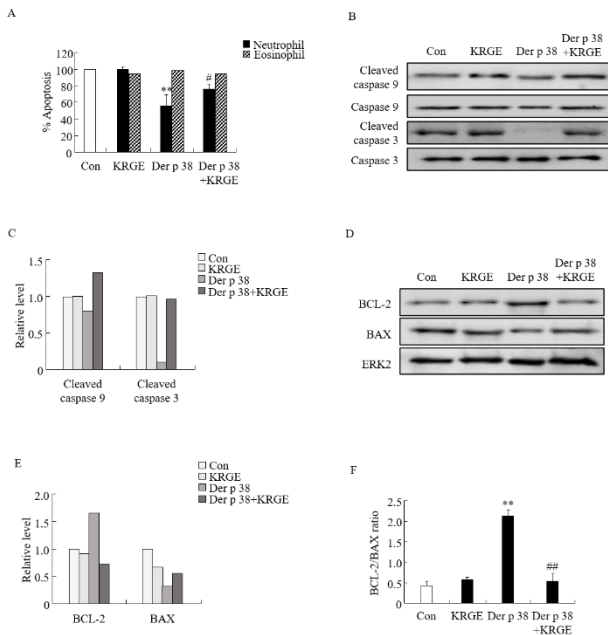 A
Neutrophil
Eosinophil
% Apoptosis
120
100
80
60
40
20
0
**
#
Con
KRGE
Der p 38
Der p 38
+KRGE
B
Con
KRGE
Der p 38
Der p 38
+KRGE
Cleaved
caspase 9
Caspase 9
Cleaved
caspase 3
Caspase 3
C
Con
KRGE
Der p 38
Der p 38+KRGE
Relative level
1.5
1.0
0.5
0
Cleaved
caspase 9
Cleaved
caspase 3
D
Con
KRGE
Der p 38
Der p 38
+KRGE
BCL-2
BAX
ERK2
E
Con
KRGE
Der p 38
Der p 38+KRGE
Relative level
2.0
1.5
1.0
0.5
0
BCL-2
BAX
F
BCL-2/BAX ratio
2.5
2.0
1.5
1.0
0.5
0
**
##
Con
KRGE
Der p 38
Der p 38
+KRGE